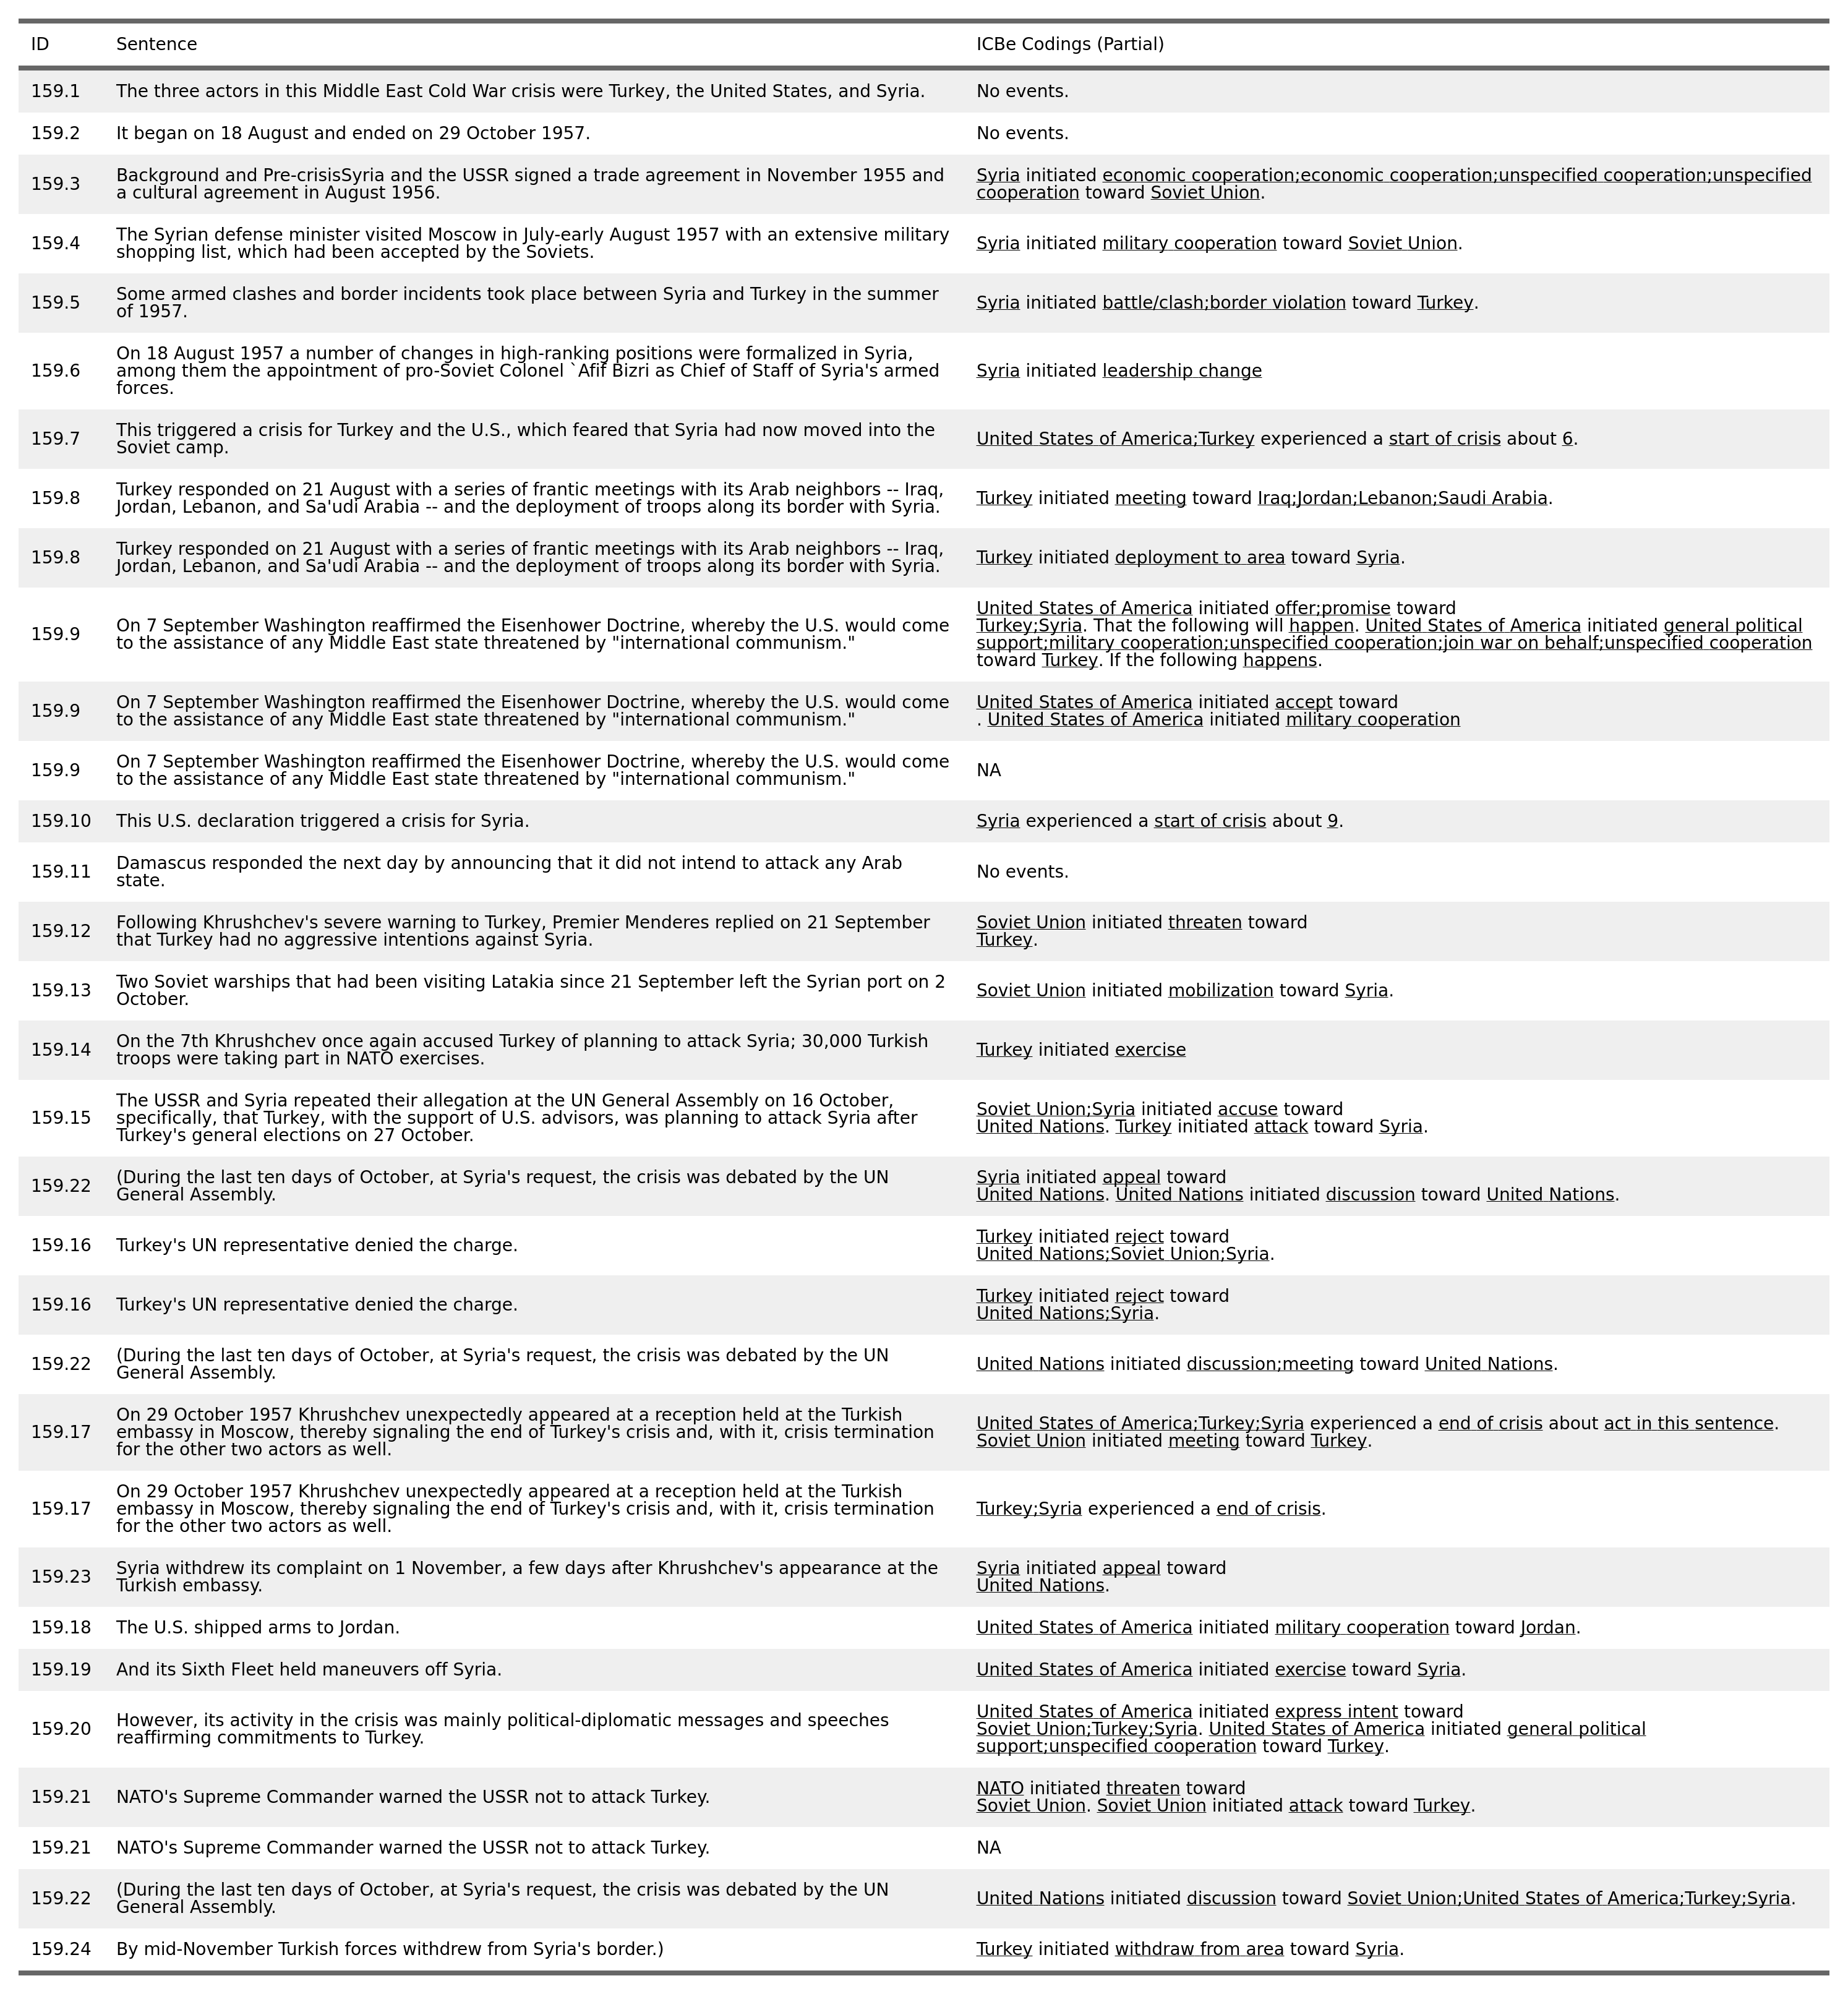 ID Sentence ICBe Codings (Partial)
159.1 The three actors in this Middle East Cold War crisis were Turkey, the United States, and Syria. No events.
159.2 It began on 18 August and ended on 29 October 1957. No events.
159.3 Background and Pre-crisisSyria and the USSR signed a trade agreement in November 1955 and
a cultural agreement in August 1956.
Syria initiated economic cooperation;economic cooperation;unspecified cooperation;unspecified
cooperation toward Soviet Union.
159.4 The Syrian defense minister visited Moscow in July-early August 1957 with an extensive military
shopping list, which had been accepted by the Soviets.
Syria initiated military cooperation toward Soviet Union.
159.5 Some armed clashes and border incidents took place between Syria and Turkey in the summer
of 1957.
Syria initiated battle/clash;border violation toward Turkey.
159.6 On 18 August 1957 a number of changes in high-ranking positions were formalized in Syria,
among them the appointment of pro-Soviet Colonel `Afif Bizri as Chief of Staff of Syria's armed
forces.
Syria initiated leadership change
159.7 This triggered a crisis for Turkey and the U.S., which feared that Syria had now moved into the
Soviet camp.
United States of America;Turkey experienced a start of crisis about 6.
159.8 Turkey responded on 21 August with a series of frantic meetings with its Arab neighbors -- Iraq,
Jordan, Lebanon, and Sa'udi Arabia -- and the deployment of troops along its border with Syria.
Turkey initiated meeting toward Iraq;Jordan;Lebanon;Saudi Arabia.
159.8 Turkey responded on 21 August with a series of frantic meetings with its Arab neighbors -- Iraq,
Jordan, Lebanon, and Sa'udi Arabia -- and the deployment of troops along its border with Syria.
Turkey initiated deployment to area toward Syria.
159.9 On 7 September Washington reaffirmed the Eisenhower Doctrine, whereby the U.S. would come
to the assistance of any Middle East state threatened by "international communism."
United States of America initiated offer;promise toward
Turkey;Syria. That the following will happen. United States of America initiated general political
support;military cooperation;unspecified cooperation;join war on behalf;unspecified cooperation
toward Turkey. If the following happens.
159.9 On 7 September Washington reaffirmed the Eisenhower Doctrine, whereby the U.S. would come
to the assistance of any Middle East state threatened by "international communism."
United States of America initiated accept toward
. United States of America initiated military cooperation
159.9 On 7 September Washington reaffirmed the Eisenhower Doctrine, whereby the U.S. would come
to the assistance of any Middle East state threatened by "international communism."
NA
159.10 This U.S. declaration triggered a crisis for Syria. Syria experienced a start of crisis about 9.
159.11 Damascus responded the next day by announcing that it did not intend to attack any Arab
state.
No events.
159.12 Following Khrushchev's severe warning to Turkey, Premier Menderes replied on 21 September
that Turkey had no aggressive intentions against Syria.
Soviet Union initiated threaten toward
Turkey.
159.13 Two Soviet warships that had been visiting Latakia since 21 September left the Syrian port on 2
October.
Soviet Union initiated mobilization toward Syria.
159.14 On the 7th Khrushchev once again accused Turkey of planning to attack Syria; 30,000 Turkish
troops were taking part in NATO exercises.
Turkey initiated exercise
159.15 The USSR and Syria repeated their allegation at the UN General Assembly on 16 October,
specifically, that Turkey, with the support of U.S. advisors, was planning to attack Syria after
Turkey's general elections on 27 October.
Soviet Union;Syria initiated accuse toward
United Nations. Turkey initiated attack toward Syria.
159.22 (During the last ten days of October, at Syria's request, the crisis was debated by the UN
General Assembly.
Syria initiated appeal toward
United Nations. United Nations initiated discussion toward United Nations.
159.16 Turkey's UN representative denied the charge.
Turkey initiated reject toward
United Nations;Soviet Union;Syria.
159.16 Turkey's UN representative denied the charge.
Turkey initiated reject toward
United Nations;Syria.
159.22 (During the last ten days of October, at Syria's request, the crisis was debated by the UN
General Assembly.
United Nations initiated discussion;meeting toward United Nations.
159.17 On 29 October 1957 Khrushchev unexpectedly appeared at a reception held at the Turkish
embassy in Moscow, thereby signaling the end of Turkey's crisis and, with it, crisis termination
for the other two actors as well.
United States of America;Turkey;Syria experienced a end of crisis about act in this sentence.
Soviet Union initiated meeting toward Turkey.
159.17 On 29 October 1957 Khrushchev unexpectedly appeared at a reception held at the Turkish
embassy in Moscow, thereby signaling the end of Turkey's crisis and, with it, crisis termination
for the other two actors as well.
Turkey;Syria experienced a end of crisis.
159.23 Syria withdrew its complaint on 1 November, a few days after Khrushchev's appearance at the
Turkish embassy.
Syria initiated appeal toward
United Nations.
159.18 The U.S. shipped arms to Jordan. United States of America initiated military cooperation toward Jordan.
159.19 And its Sixth Fleet held maneuvers off Syria. United States of America initiated exercise toward Syria.
159.20 However, its activity in the crisis was mainly political-diplomatic messages and speeches
reaffirming commitments to Turkey.
United States of America initiated express intent toward
Soviet Union;Turkey;Syria. United States of America initiated general political
support;unspecified cooperation toward Turkey.
159.21 NATO's Supreme Commander warned the USSR not to attack Turkey.
NATO initiated threaten toward
Soviet Union. Soviet Union initiated attack toward Turkey.
159.21 NATO's Supreme Commander warned the USSR not to attack Turkey. NA
159.22 (During the last ten days of October, at Syria's request, the crisis was debated by the UN
General Assembly.
United Nations initiated discussion toward Soviet Union;United States of America;Turkey;Syria.
159.24 By mid-November Turkish forces withdrew from Syria's border.) Turkey initiated withdraw from area toward Syria.